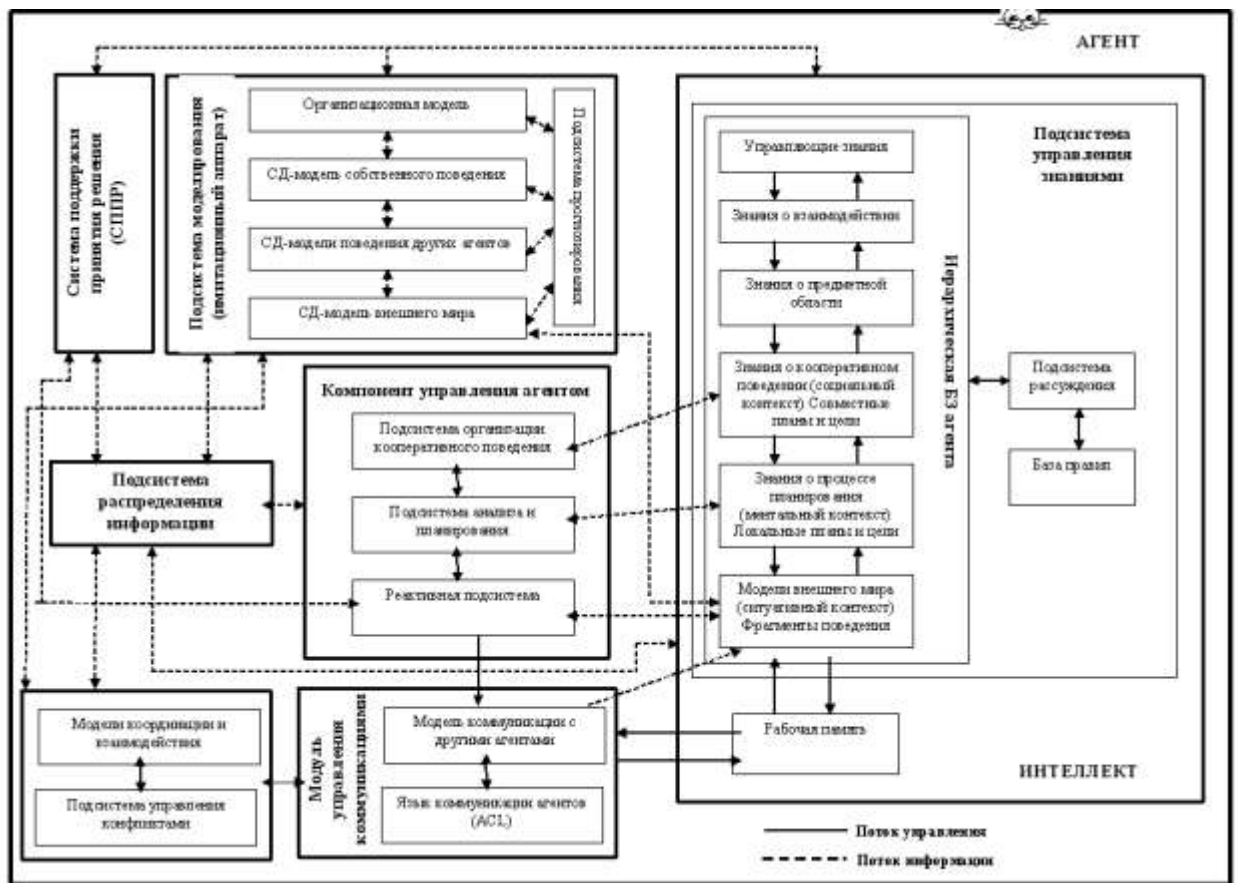 АГЕНТ
Система поддержки
принятия решения
(СППР)
Подсистема моделирования
(имитационный аппарат)
Организационная модель
СД-модель собственного поведения
СД-модели поведения других агентов
СД-модель внешнего мира
Подсистема прогнозирования
Подсистема
управления
знаниями
Управляющие знания
Знания о взаимодействии
Знания о предметной
области
Знания о кооперативном
поведении (социальный
контекст) Совместные
планы и цели
Знания о процессе
планирования
(ментальный контекст)
Локальные планы и цели
Модели внешнего мира
(ситуативный контекст)
Фрагменты поведения
Иерархическая БЗ агента
Подсистема
рассуждения
База правил
Компонент управления агентом
Подсистема организации
кооперативного поведения
Подсистема анализа и
планирования
Реактивная подсистема
Подсистема
распределения
информации
Модели координации и
взаимодействия
Подсистема управления
конфликтами
Модуль
управления
коммуникациями
Модель коммуникации с
другими агентами
Язык коммуникации агентов
(ACL)
Рабочая память
ИНТЕЛЛЕКТ
Поток управления
Поток информации